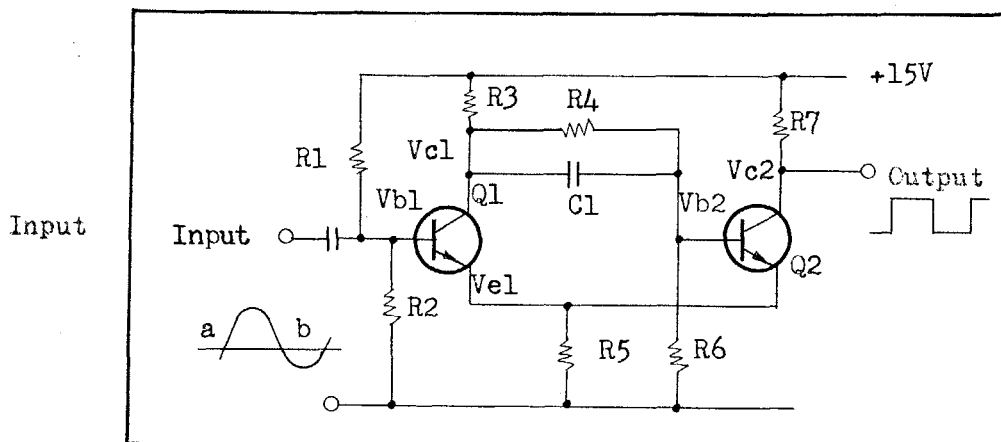 +15V
R3
R4
R7
R1
Vc1
Vc2
Output
Vb1
Q1
C1
Vb2
Input
Input
Ve1
Q2
R2
a
b
R5
R6